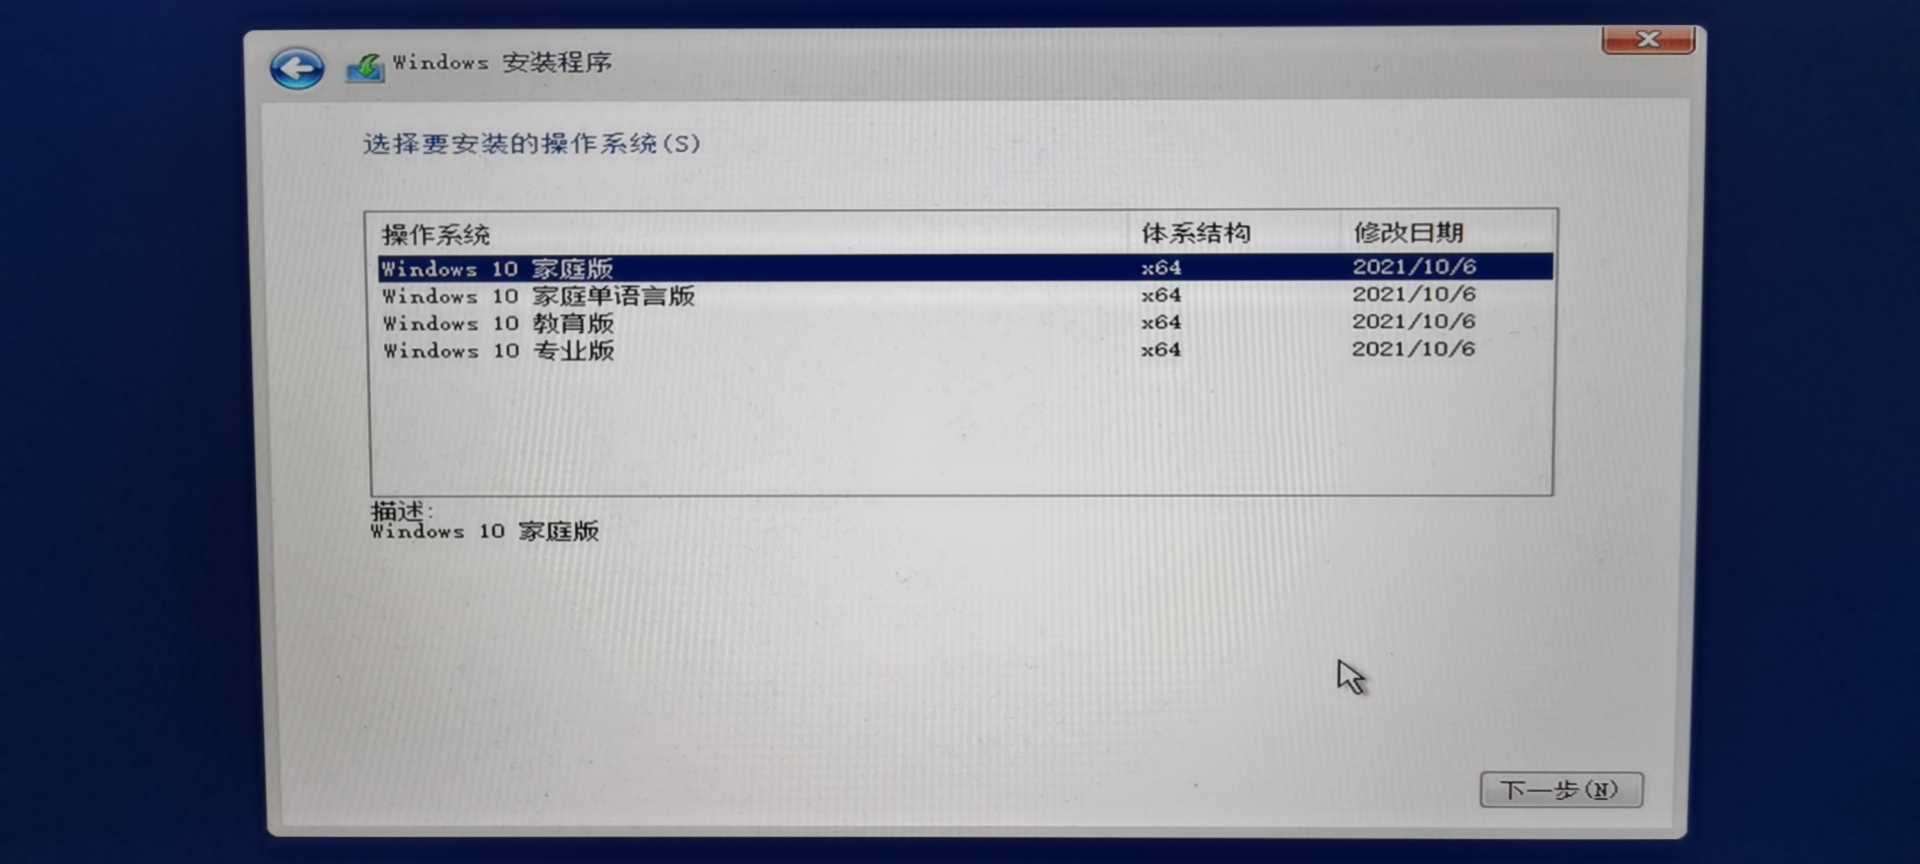 Windows 安装程序
选择要安装的操作系统(S)
操作系统 体系结构 修改日期
Windows 10 家庭版 x64 2021/10/6
Windows 10 家庭单语言版 x64 2021/10/6
Windows 10 教育版 x64 2021/10/6
Windows 10 专业版 x64 2021/10/6
描述:
Windows 10 家庭版
下一步(N)